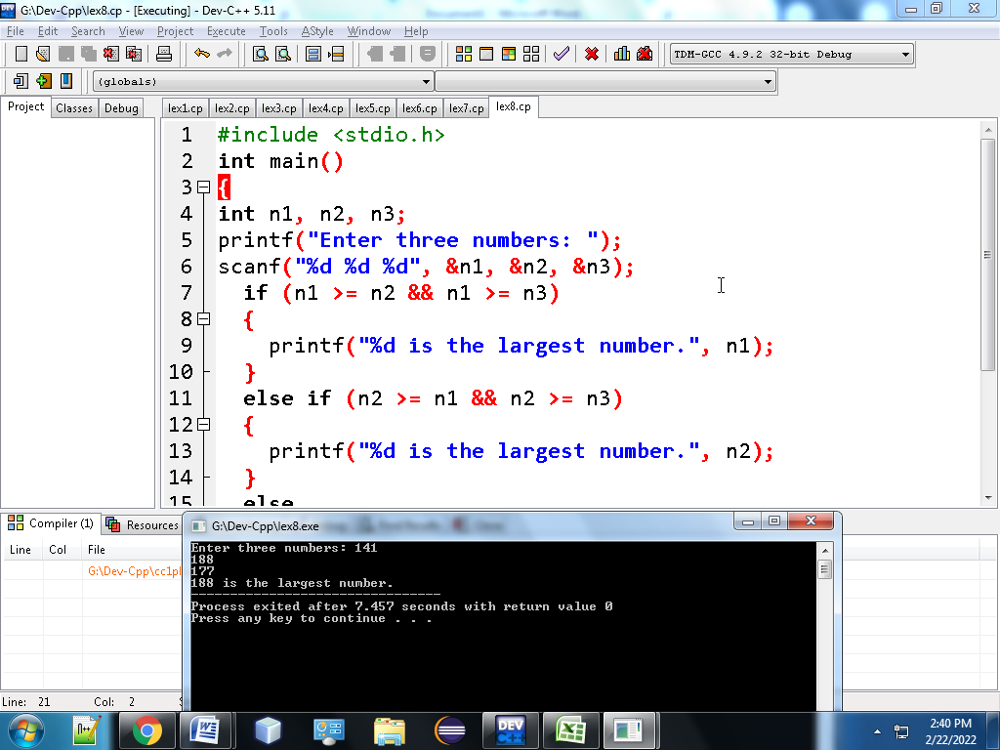 G:\Dev-Cpp\lex8.cp - [Executing] - Dev-C++ 5.11
File Edit Search View Project Execute Tools AStyle Window Help
TDM-GCC 4.9.2 32-bit Debug
(globals)
Project Classes Debug
lex1.cp lex2.cp lex3.cp lex4.cp lex5.cp lex6.cp lex7.cp lex8.cp
1 #include <stdio.h>
2 int main()
3 {
4 int n1, n2, n3;
5 printf("Enter three numbers: ");
6 scanf("%d %d %d", &n1, &n2, &n3);
7 if (n1 >= n2 && n1 >= n3)
8 {
9 printf("%d is the largest number.", n1);
10 }
11 else if (n2 >= n1 && n2 >= n3)
12 {
13 printf("%d is the largest number.", n2);
14 }
15 else
Compiler (1) Resources
Line Col File
G:\Dev-Cpp\cc1pl
G:\Dev-Cpp\lex8.exe
Enter three numbers: 141
188
177
188 is the largest number.
--------------------------------
Process exited after 7.457 seconds with return value 0
Press any key to continue . . .
Line: 21 Col: 2
DEV C++
2:40 PM
2/22/2022